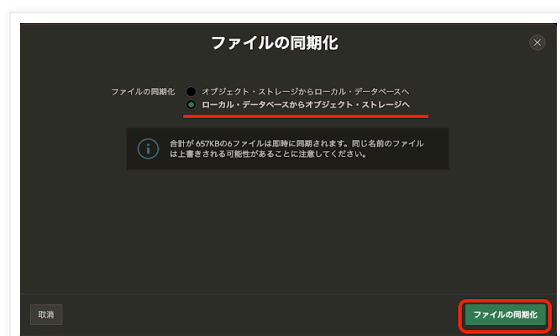 ファイルの同期化
ファイルの同期化 オブジェクト・ストレージからローカル・データベースへ
ローカル・データベースからオブジェクト・ストレージへ
合計が 657KBの6ファイルは即時に同期されます。同じ名前のファイル
は上書きされる可能性があることに注意してください。
取消 ファイルの同期化